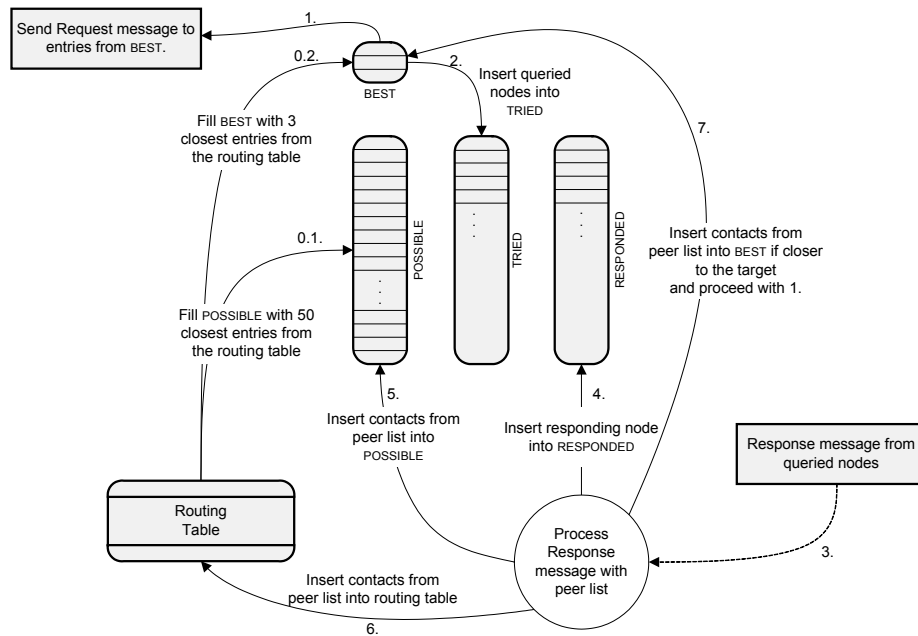 Send Request message to
entries from BEST.
1.
0.2.
BEST
2.
Insert queried
nodes into
TRIED
Fill BEST with 3
closest entries from
the routing table
7.
POSSIBLE
TRIED
RESPONDED
0.1.
Insert contacts from
peer list into BEST if closer
to the target
and proceed with 1.
Fill POSSIBLE with 50
closest entries from
the routing table
5.
Insert contacts from
peer list into
POSSIBLE
4.
Insert responding node
into RESPONDED
Response message from
queried nodes
Routing
Table
Process
Response
message with
peer list
3.
Insert contacts from
peer list into routing table
6.